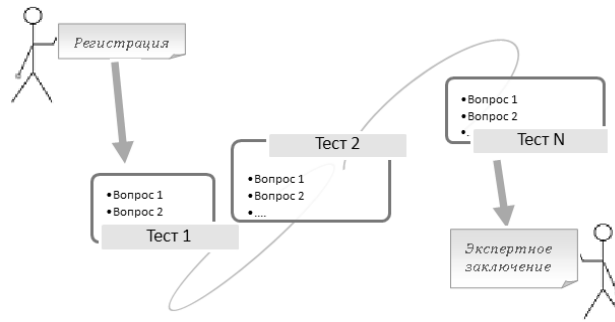 Регистрация
•Вопрос 1
•Вопрос 2
Тест 1
Тест 2
•Вопрос 1
•Вопрос 2
•....
•Вопрос 1
•Вопрос 2
•.
Тест N
Экспертное
заключение